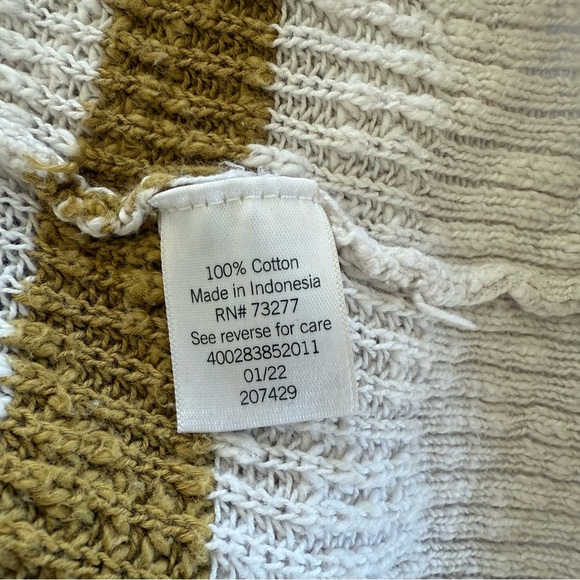 100% Cotton
Made in Indonesia
RN# 73277
See reverse for care
400283852011
01/22
207429